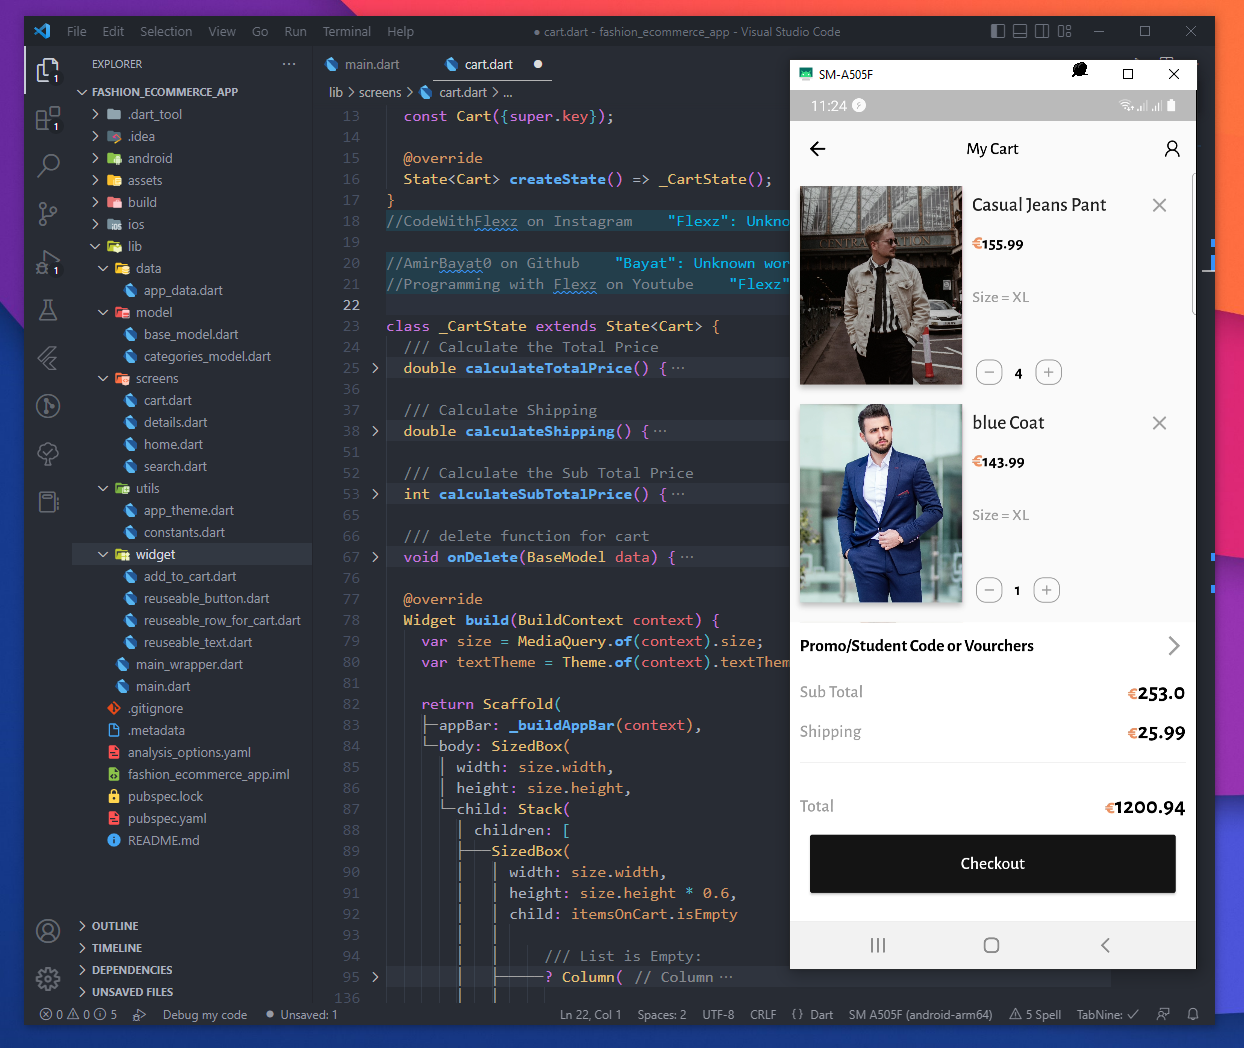 File Edit Selection View Go Run Terminal Help ● cart.dart - fashion_ecommerce_app - Visual Studio Code
EXPLORER ···
FASHION_ECOMMERCE_APP
.dart_tool
.idea
android
assets
build
ios
lib
data
app_data.dart
model
base_model.dart
categories_model.dart
screens
cart.dart
details.dart
home.dart
search.dart
utils
app_theme.dart
constants.dart
widget
add_to_cart.dart
reuseable_button.dart
reuseable_row_for_cart.dart
reuseable_text.dart
main_wrapper.dart
main.dart
.gitignore
.metadata
analysis_options.yaml
fashion_ecommerce_app.iml
pubspec.lock
pubspec.yaml
README.md
OUTLINE
TIMELINE
DEPENDENCIES
UNSAVED FILES
1
1
1
main.dart cart.dart ●
lib > screens > cart.dart > ...
13 const Cart({super.key});
14
15 @override
16 State<Cart> createState() => _CartState();
17 }
18 //CodeWithFlexz on Instagram "Flexz": Unkno
19
20 //AmirBayat0 on Github "Bayat": Unknown wor
21 //Programming with Flexz on Youtube "Flexz"
22
23 class _CartState extends State<Cart> {
24 /// Calculate the Total Price
25 > double calculateTotalPrice() { ···
36
37 /// Calculate Shipping
38 > double calculateShipping() { ···
51
52 /// Calculate the Sub Total Price
53 > int calculateSubTotalPrice() { ···
65
66 /// delete function for cart
67 > void onDelete(BaseModel data) { ···
76
77 @override
78 Widget build(BuildContext context) {
79 var size = MediaQuery.of(context).size;
80 var textTheme = Theme.of(context).textThem
81
82 return Scaffold(
83 appBar: _buildAppBar(context),
84 body: SizedBox(
85 width: size.width,
86 height: size.height,
87 child: Stack(
88 children: [
89 SizedBox(
90 width: size.width,
91 height: size.height * 0.6,
92 child: itemsOnCart.isEmpty
93
94 /// List is Empty:
95 > ? Column( // Column ···
136
SM-A505F
11:24
My Cart
Casual Jeans Pant
€155.99
Size = XL
4
blue Coat
€143.99
Size = XL
1
Promo/Student Code or Vourchers
Sub Total €253.0
Shipping €25.99
Total €1200.94
Checkout
0 0 5 Debug my code ● Unsaved: 1 Ln 22, Col 1 Spaces: 2 UTF-8 CRLF {} Dart SM A505F (android-arm64) 5 Spell TabNine: ✓